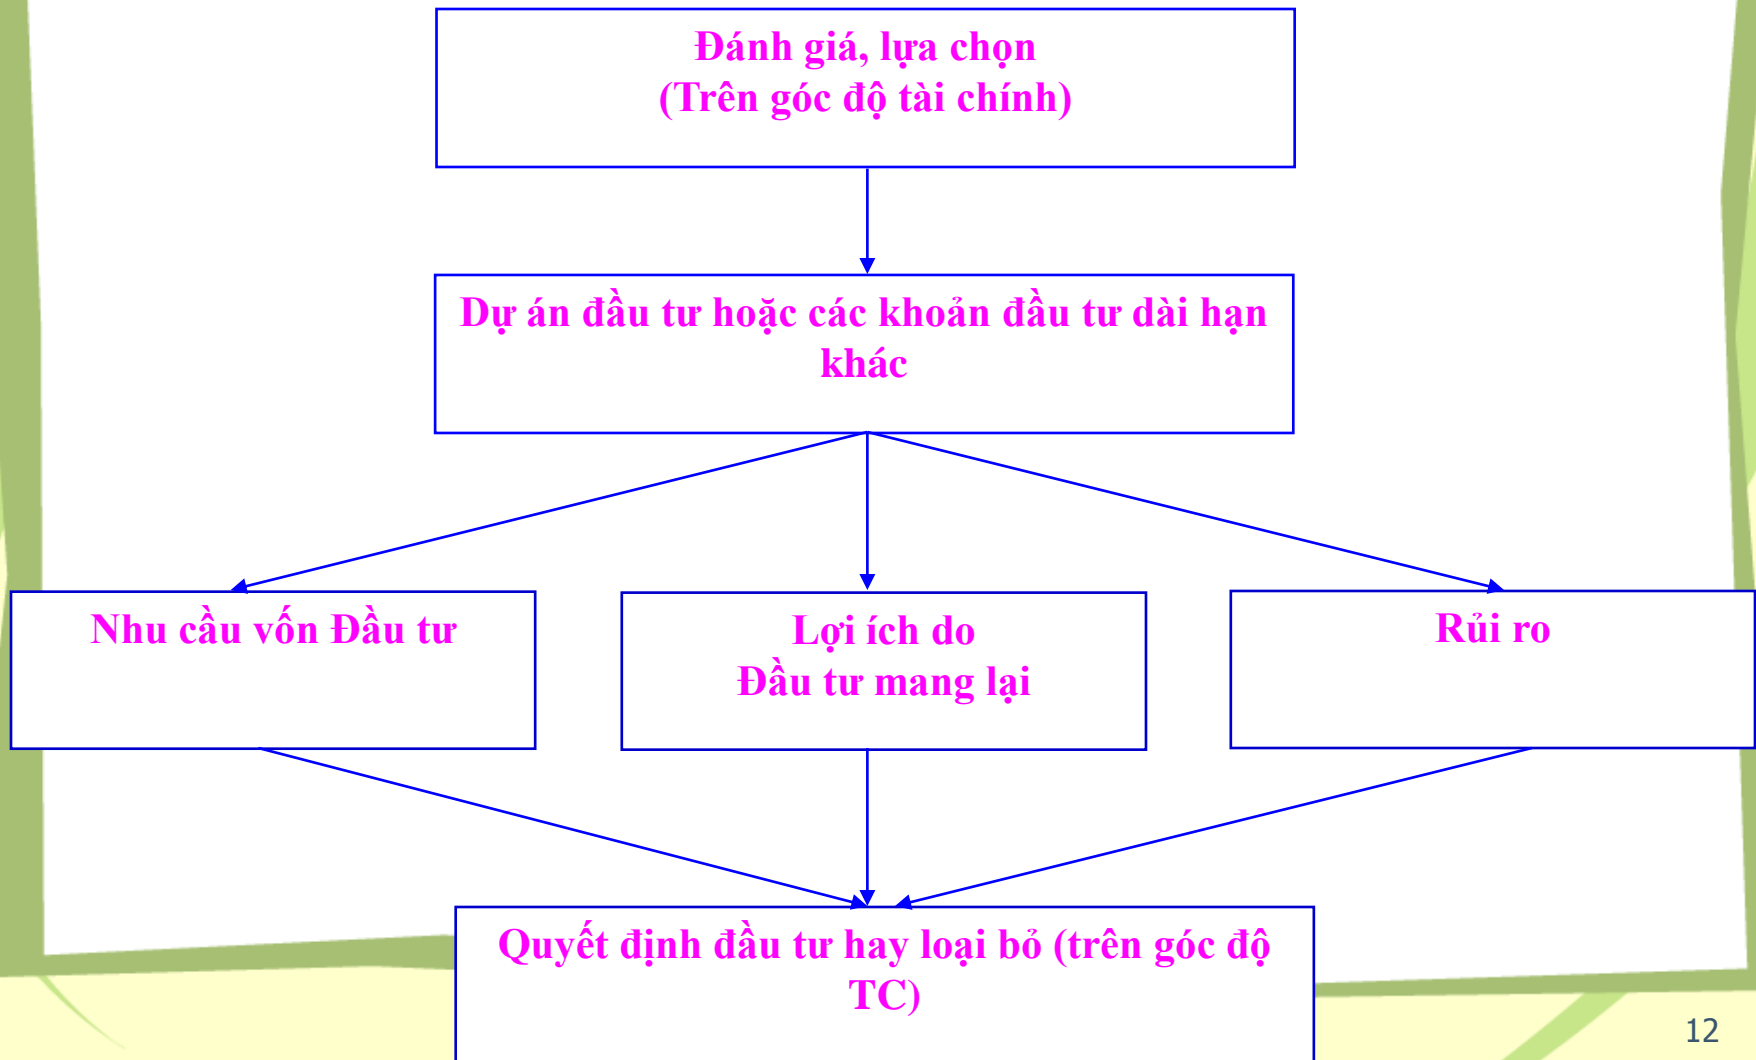 Đánh giá, lựa chọn
(Trên góc độ tài chính)
Dự án đầu tư hoặc các khoản đầu tư dài hạn
khác
Nhu cầu vốn Đầu tư
Lợi ích do
Đầu tư mang lại
Rủi ro
Quyết định đầu tư hay loại bỏ (trên góc độ
TC)
12